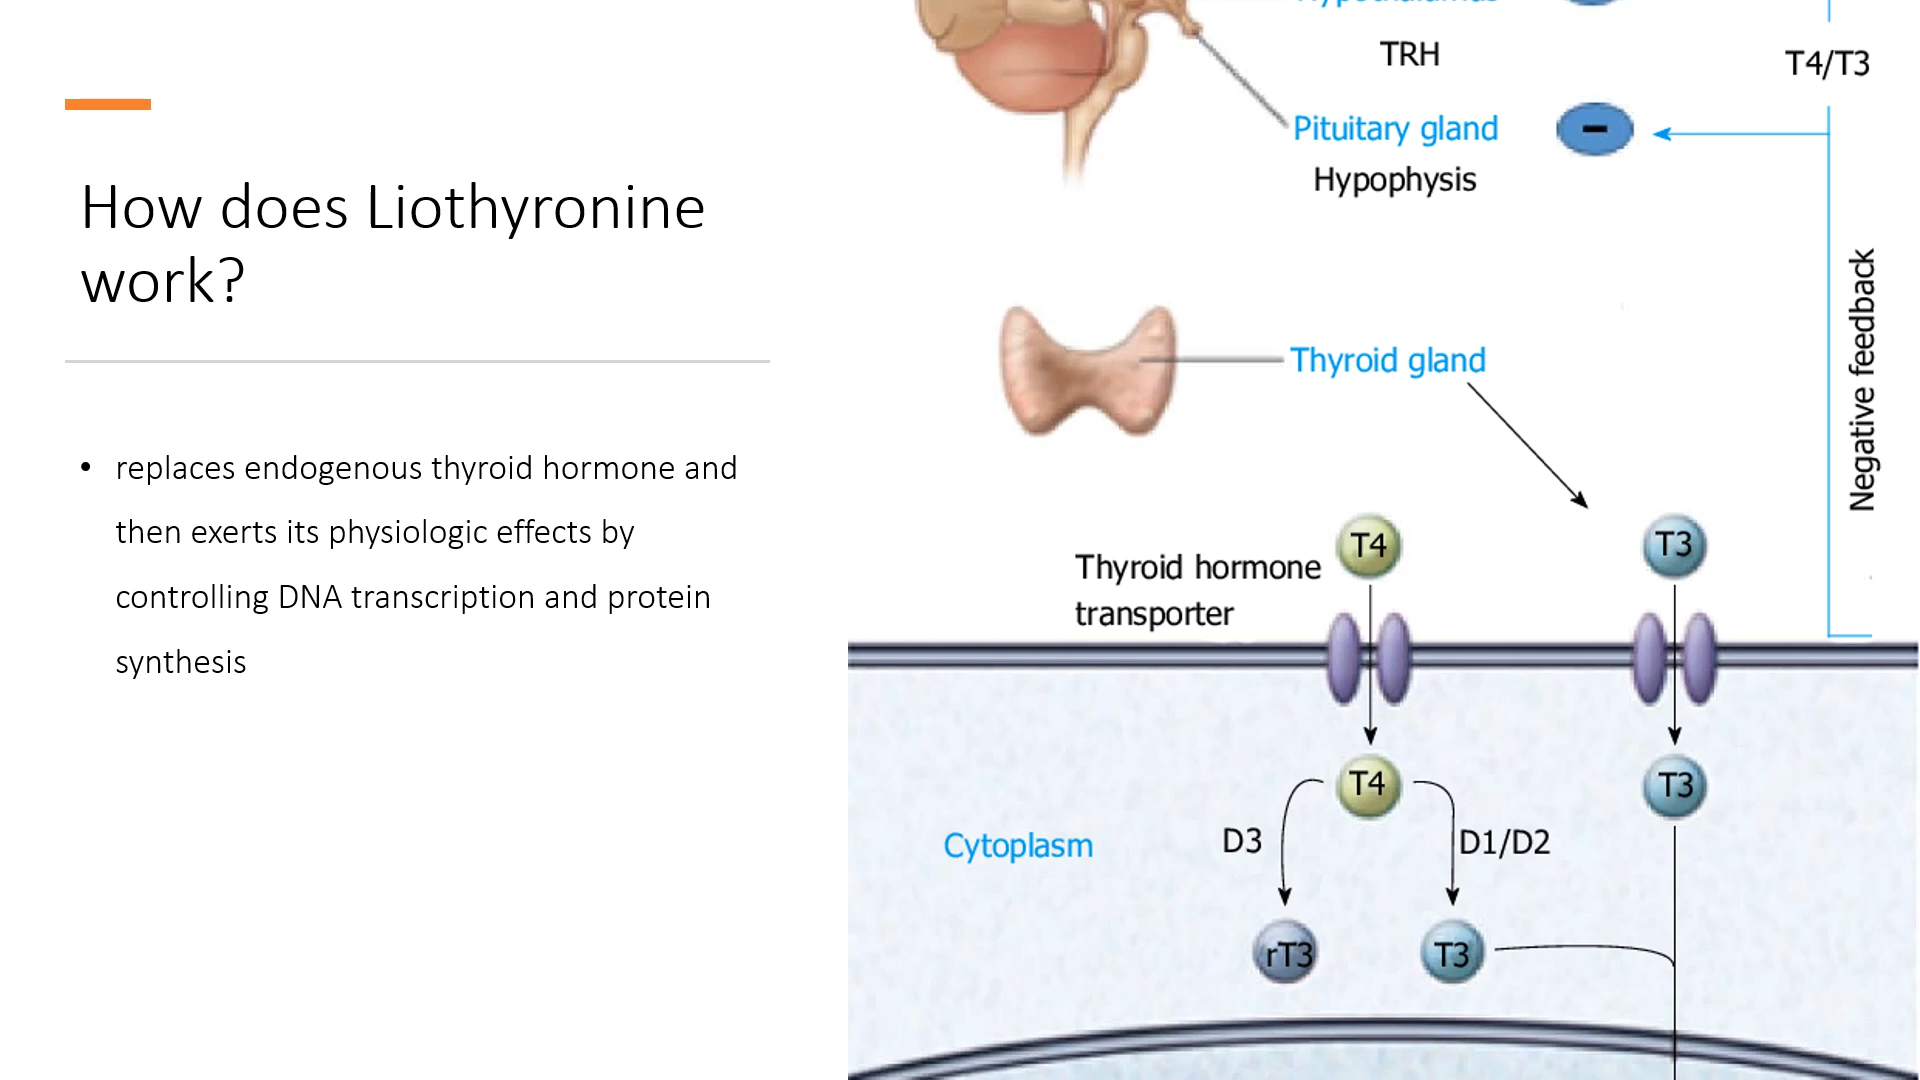 How does Liothyronine
work?
• replaces endogenous thyroid hormone and
then exerts its physiologic effects by
controlling DNA transcription and protein
synthesis
TRH
T4/T3
Pituitary gland
-
Hypophysis
Negative feedback
Thyroid gland
T4
T3
Thyroid hormone
transporter
T4
T3
D3
D1/D2
Cytoplasm
rT3
T3